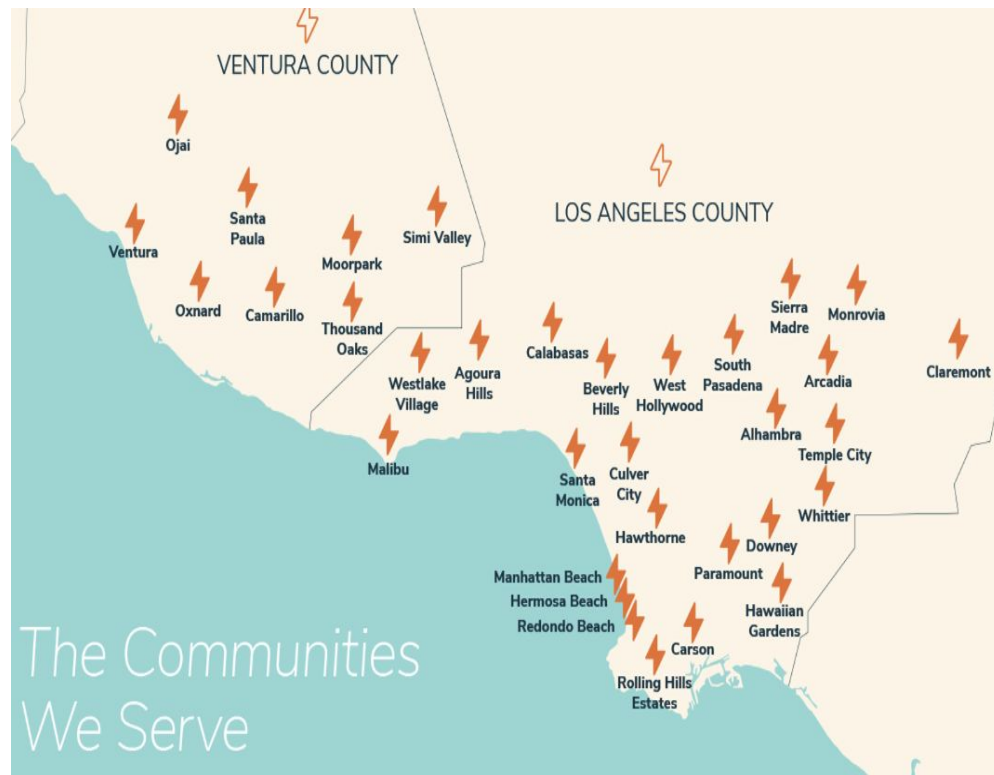 VENTURA COUNTY
Ojai
Santa
Paula
Ventura
Simi Valley
Moorpark
Oxnard
Camarillo
Thousand
Oaks
LOS ANGELES COUNTY
Sierra
Madre
Monrovia
Claremont
Calabasas
Agoura
Hills
Westlake
Village
Beverly
Hills
West
Hollywood
South
Pasadena
Arcadia
Alhambra
Temple City
Malibu
Santa
Monica
Culver
City
Whittier
Hawthorne
Downey
Paramount
Manhattan Beach
Hermosa Beach
Redondo Beach
Hawaiian
Gardens
Carson
Rolling Hills
Estates
The Communities
We Serve